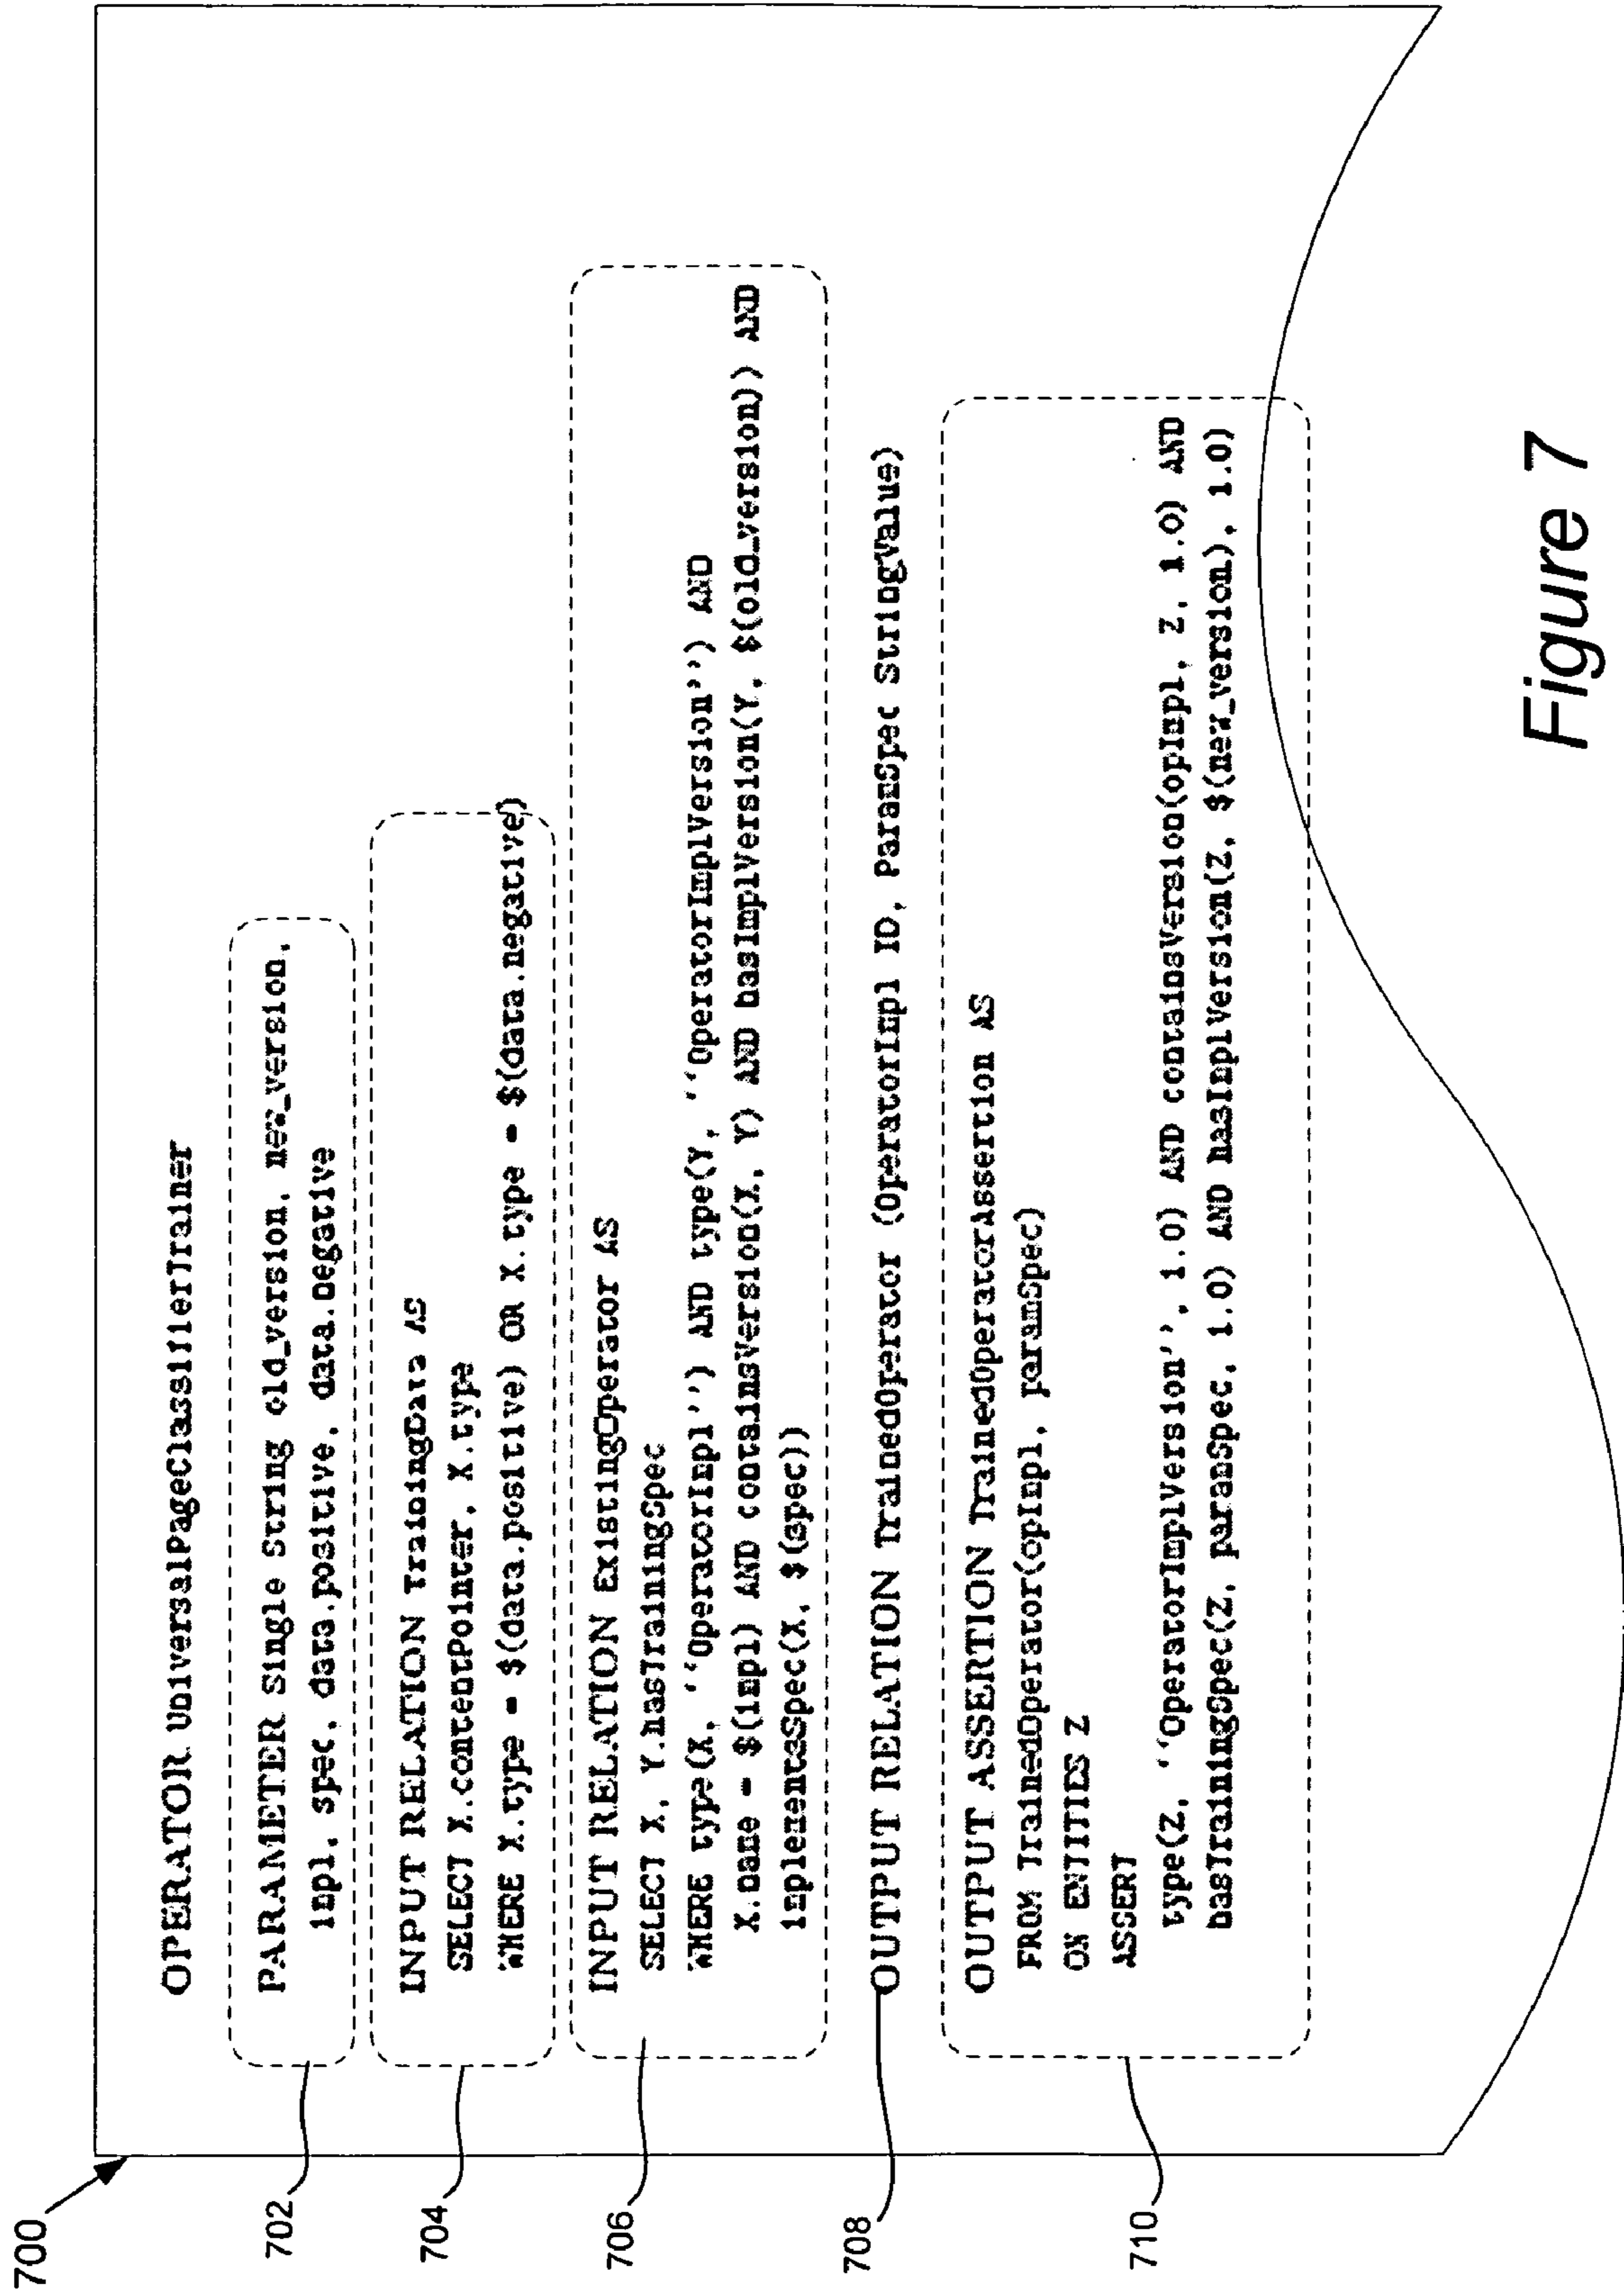 700
OPERATOR UniversalPageClassifierTrainer
702
PARAMETER Single String old_version, new_version,
impl, spec, data.positive, data.negative
704
INPUT RELATION TrainingData AS
SELECT X.contentPointer, X.type
WHERE X.type = $(data.positive) OR X.type = $(data.negative)
706
INPUT RELATION ExistingOperator AS
SELECT X, Y.hasTrainingSpec
WHERE type(X, ''OperatorImpl'') AND type(Y, ''OperatorImplVersion'') AND
X.name = $(impl) AND containsVersion(X, Y) AND hasImplVersion(Y, $(old_version)) AND
implementsSpec(X, $(spec))
708
OUTPUT RELATION TrainedOperator (OperatorImpl ID, ParamSpec StringValue)
710
OUTPUT ASSERTION TrainedOperatorAssertion AS
FROM TrainedOperator(opImpl, paramSpec)
ON ENTITIES Z
ASSERT
type(Z, ''OperatorImplVersion'', 1.0) AND containsVersion(opImpl, Z, 1.0) AND
hasTrainingSpec(Z, paramSpec, 1.0) AND hasImplVersion(Z, $(new_version), 1.0)
Figure 7